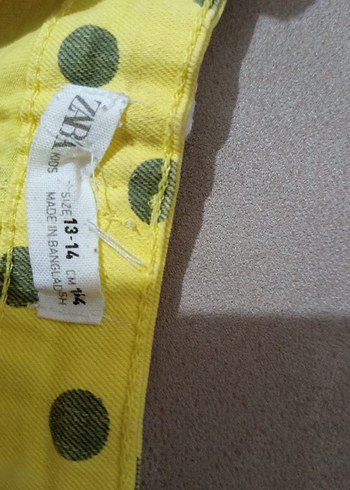 ZARA
KIDS
SIZE 13-14 CM 164
MADE IN BANGLADESH